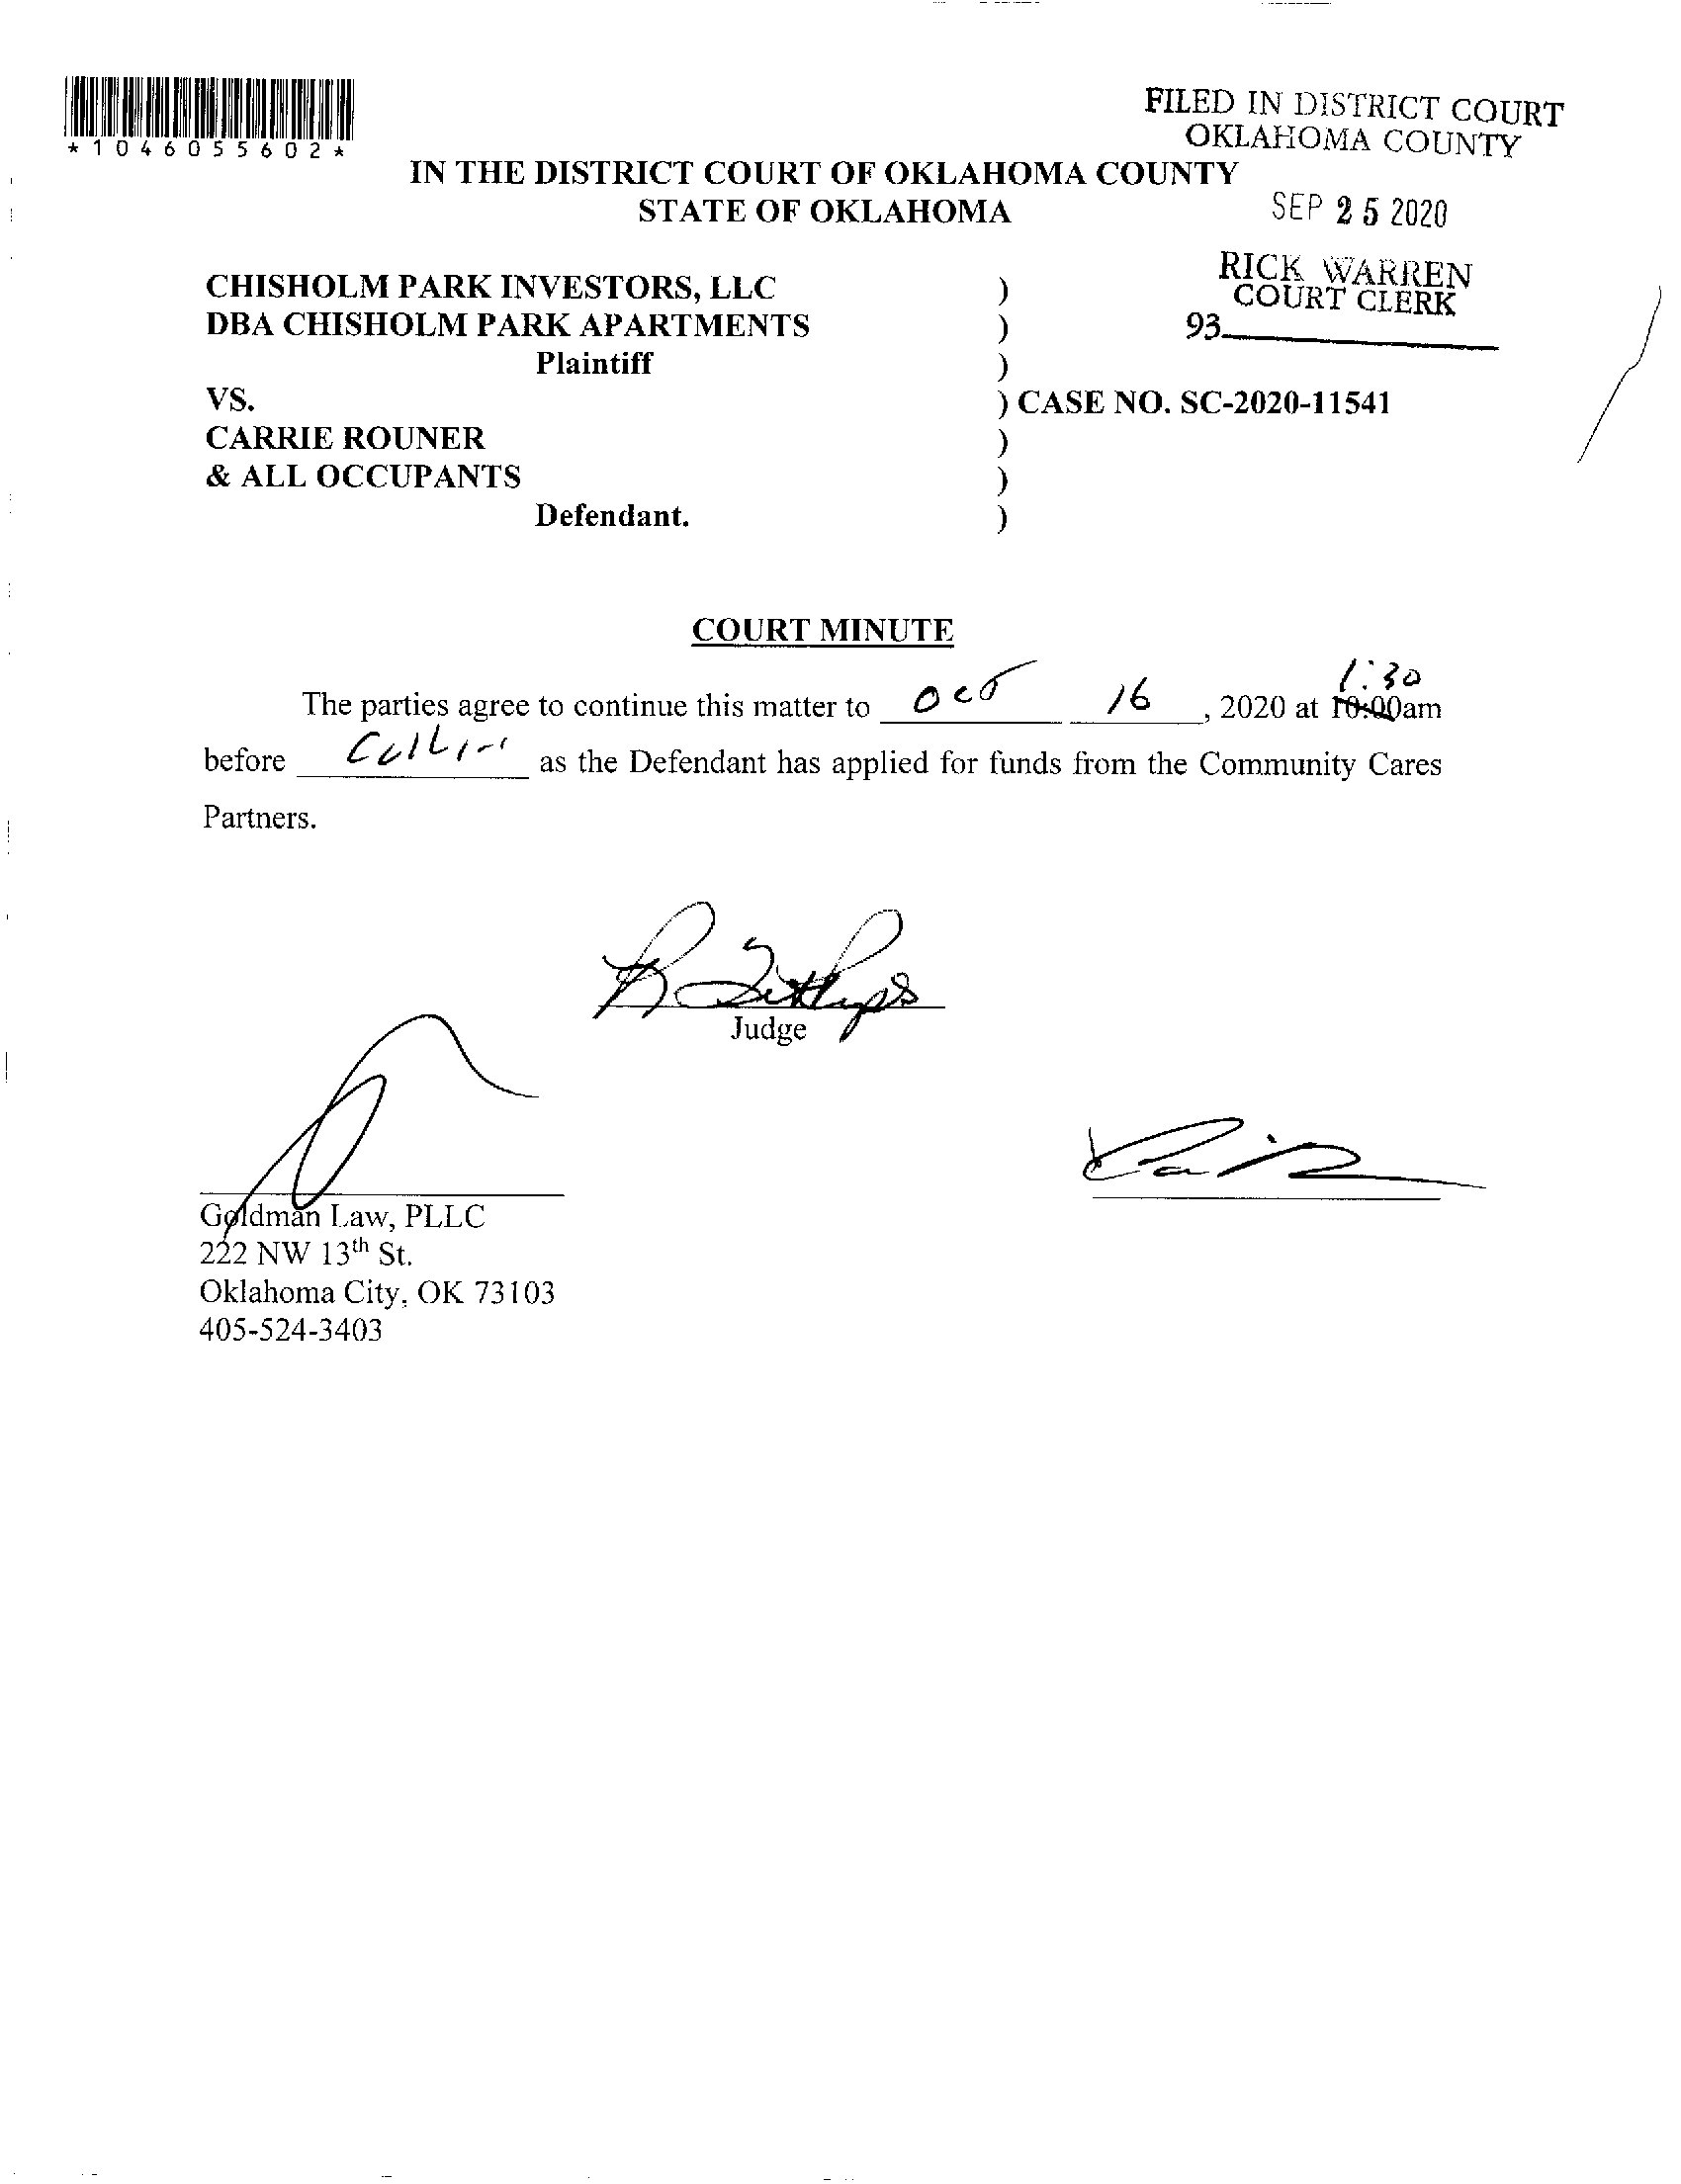 *1046055602*
FILED IN DISTRICT COURT
OKLAHOMA COUNTY
IN THE DISTRICT COURT OF OKLAHOMA COUNTY
STATE OF OKLAHOMA
SEP 25 2020
RICK WARREN
COURT CLERK
93
CHISHOLM PARK INVESTORS, LLC )
DBA CHISHOLM PARK APARTMENTS )
Plaintiff )
VS. ) CASE NO. SC-2020-11541
CARRIE ROUNER )
& ALL OCCUPANTS )
Defendant. )
COURT MINUTE
1:30
The parties agree to continue this matter to Oct 16, 2020 at 10:00am
before as the Defendant has applied for funds from the Community Cares
Partners.
Judge
Goldman Law, PLLC
222 NW 13th St.
Oklahoma City, OK 73103
405-524-3403